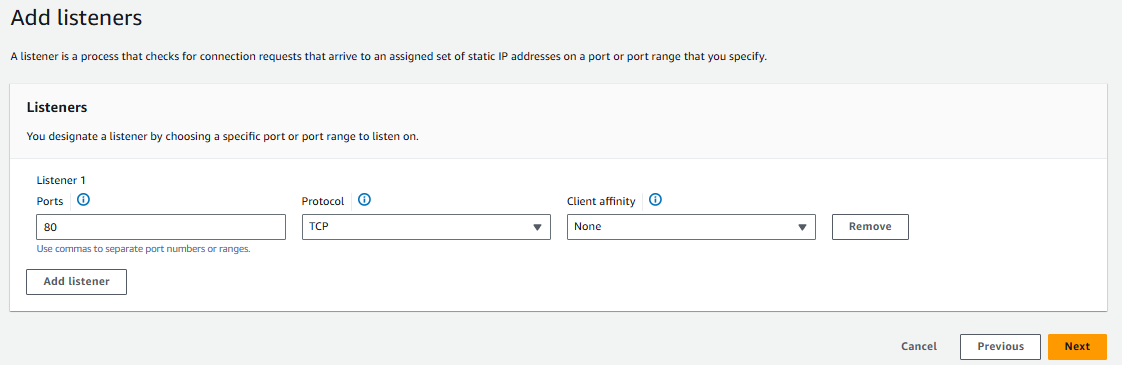 Add listeners
A listener is a process that checks for connection requests that arrive to an assigned set of static IP addresses on a port or port range that you specify.
Listeners
You designate a listener by choosing a specific port or port range to listen on.
Listener 1
Ports
Protocol
Client affinity
80
TCP
None
Remove
Use commas to separate port numbers or ranges.
Add listener
Cancel
Previous
Next